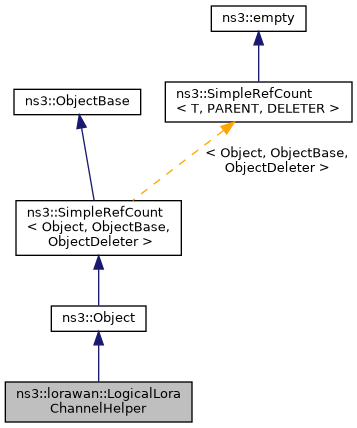 ns3::empty
ns3::SimpleRefCount
< T, PARENT, DELETER >
ns3::ObjectBase
< Object, ObjectBase,
ObjectDeleter >
ns3::SimpleRefCount
< Object, ObjectBase,
ObjectDeleter >
ns3::Object
ns3::lorawan::LogicalLora
ChannelHelper